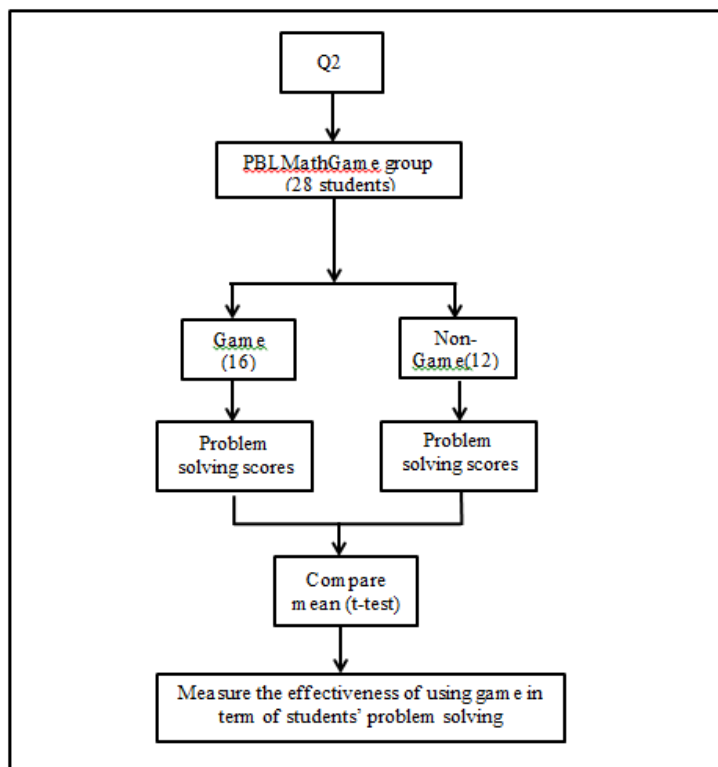 Q2
PBLMathGame group
(28 students)
Game
(16)
Non-
Game(12)
Problem
solving scores
Problem
solving scores
Compare
mean (t-test)
Measure the effectiveness of using game in
term of students’ problem solving